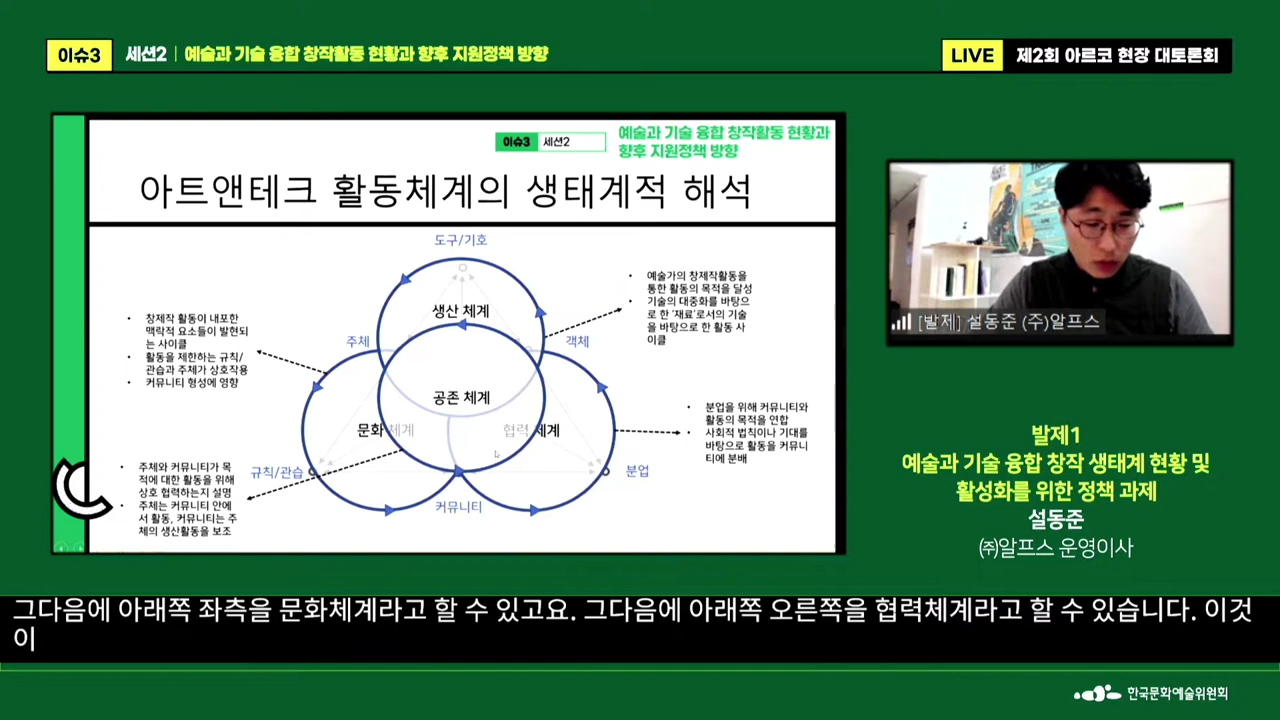 이슈3
세션2 | 예술과 기술 융합 창작활동 현황과 향후 지원정책 방향
LIVE
제2회 아르코 현장 대토론회
이슈3
세션2
예술과 기술 융합 창작활동 현황과
향후 지원정책 방향
아트앤테크 활동체계의 생태계적 해석
도구/기호
생산 체계
주체
객체
공존 체계
문화 체계
협력 체계
규칙/관습
분업
커뮤니티
• 창제작 활동이 내포한
맥락적 요소들이 발현되
는 사이클
• 활동을 제한하는 규칙/
관습과 주체가 상호작용
• 커뮤니티 형성에 영향
• 주체와 커뮤니티가 목
적에 대한 활동을 위해
상호 협력하는지 설명
• 주체는 커뮤니티 안에
서 활동, 커뮤니티는 주
체의 생산활동을 보조
• 예술가의 창제작활동을
통한 활동의 목적을 달성
• 기술의 대중화를 바탕으
로 한 '재료'로서의 기술
을 바탕으로 한 활동 사
이클
• 분업을 위해 커뮤니티와
활동의 목적을 연합
• 사회적 법칙이나 기대를
바탕으로 활동을 커뮤니
티에 분배
[발제] 설동준 (주)알프스
발제1
예술과 기술 융합 창작 생태계 현황 및
활성화를 위한 정책 과제
설동준
㈜알프스 운영이사
그다음에 아래쪽 좌측을 문화체계라고 할 수 있고요. 그다음에 아래쪽 오른쪽을 협력체계라고 할 수 있습니다. 이것
이
한국문화예술위원회